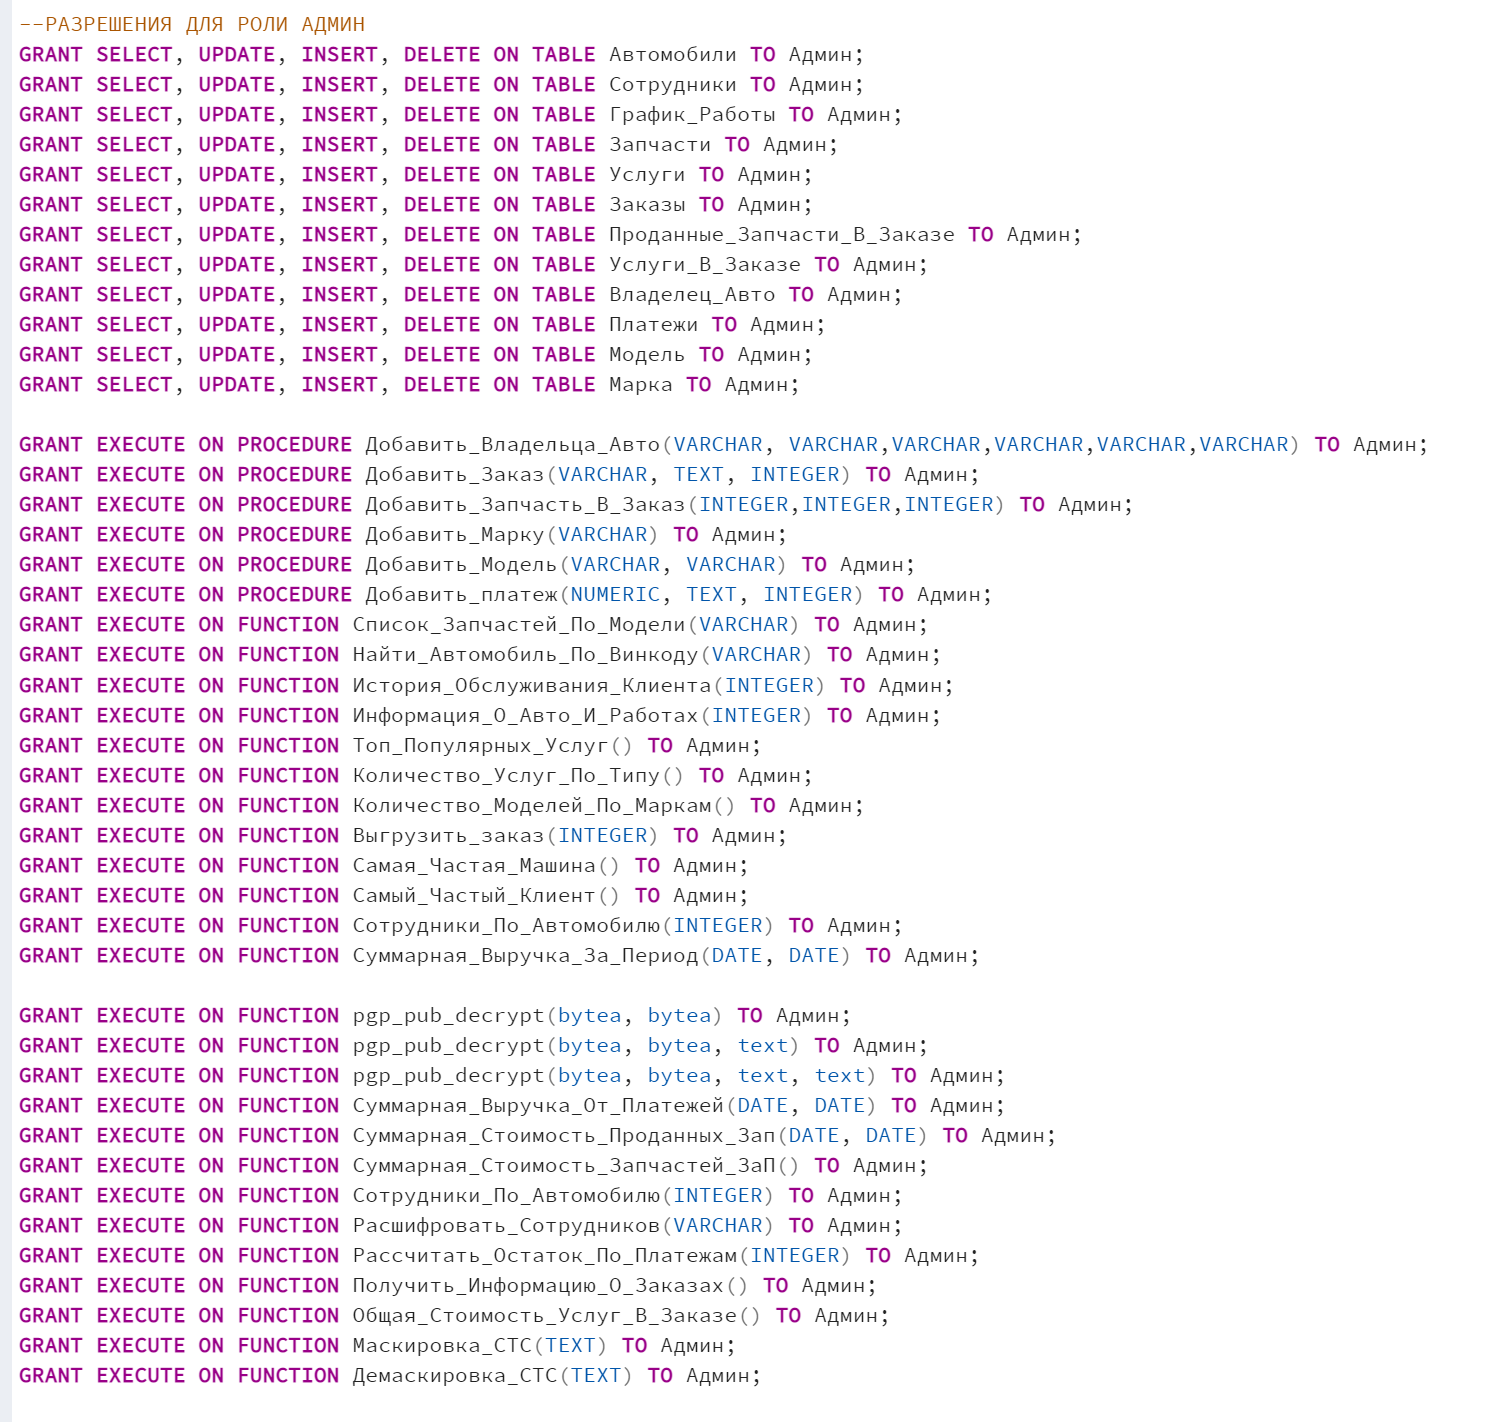 --РАЗРЕШЕНИЯ ДЛЯ РОЛИ АДМИН
GRANT SELECT, UPDATE, INSERT, DELETE ON TABLE Автомобили TO Админ;
GRANT SELECT, UPDATE, INSERT, DELETE ON TABLE Сотрудники TO Админ;
GRANT SELECT, UPDATE, INSERT, DELETE ON TABLE График_Работы TO Админ;
GRANT SELECT, UPDATE, INSERT, DELETE ON TABLE Запчасти TO Админ;
GRANT SELECT, UPDATE, INSERT, DELETE ON TABLE Услуги TO Админ;
GRANT SELECT, UPDATE, INSERT, DELETE ON TABLE Заказы TO Админ;
GRANT SELECT, UPDATE, INSERT, DELETE ON TABLE Проданные_Запчасти_В_Заказе TO Админ;
GRANT SELECT, UPDATE, INSERT, DELETE ON TABLE Услуги_В_Заказе TO Админ;
GRANT SELECT, UPDATE, INSERT, DELETE ON TABLE Владелец_Авто TO Админ;
GRANT SELECT, UPDATE, INSERT, DELETE ON TABLE Платежи TO Админ;
GRANT SELECT, UPDATE, INSERT, DELETE ON TABLE Модель TO Админ;
GRANT SELECT, UPDATE, INSERT, DELETE ON TABLE Марка TO Админ;
GRANT EXECUTE ON PROCEDURE Добавить_Владельца_Авто(VARCHAR, VARCHAR,VARCHAR,VARCHAR,VARCHAR,VARCHAR) TO Админ;
GRANT EXECUTE ON PROCEDURE Добавить_Заказ(VARCHAR, TEXT, INTEGER) TO Админ;
GRANT EXECUTE ON PROCEDURE Добавить_Запчасть_В_Заказ(INTEGER,INTEGER,INTEGER) TO Админ;
GRANT EXECUTE ON PROCEDURE Добавить_Марку(VARCHAR) TO Админ;
GRANT EXECUTE ON PROCEDURE Добавить_Модель(VARCHAR, VARCHAR) TO Админ;
GRANT EXECUTE ON PROCEDURE Добавить_платеж(NUMERIC, TEXT, INTEGER) TO Админ;
GRANT EXECUTE ON FUNCTION Список_Запчастей_По_Модели(VARCHAR) TO Админ;
GRANT EXECUTE ON FUNCTION Найти_Автомобиль_По_Винкоду(VARCHAR) TO Админ;
GRANT EXECUTE ON FUNCTION История_Обслуживания_Клиента(INTEGER) TO Админ;
GRANT EXECUTE ON FUNCTION Информация_О_Авто_И_Работах(INTEGER) TO Админ;
GRANT EXECUTE ON FUNCTION Топ_Популярных_Услуг() TO Админ;
GRANT EXECUTE ON FUNCTION Количество_Услуг_По_Типу() TO Админ;
GRANT EXECUTE ON FUNCTION Количество_Моделей_По_Маркам() TO Админ;
GRANT EXECUTE ON FUNCTION Выгрузить_заказ(INTEGER) TO Админ;
GRANT EXECUTE ON FUNCTION Самая_Частая_Машина() TO Админ;
GRANT EXECUTE ON FUNCTION Самый_Частый_Клиент() TO Админ;
GRANT EXECUTE ON FUNCTION Сотрудники_По_Автомобилю(INTEGER) TO Админ;
GRANT EXECUTE ON FUNCTION Суммарная_Выручка_За_Период(DATE, DATE) TO Админ;
GRANT EXECUTE ON FUNCTION pgp_pub_decrypt(bytea, bytea) TO Админ;
GRANT EXECUTE ON FUNCTION pgp_pub_decrypt(bytea, bytea, text) TO Админ;
GRANT EXECUTE ON FUNCTION pgp_pub_decrypt(bytea, bytea, text, text) TO Админ;
GRANT EXECUTE ON FUNCTION Суммарная_Выручка_От_Платежей(DATE, DATE) TO Админ;
GRANT EXECUTE ON FUNCTION Суммарная_Стоимость_Проданных_Зап(DATE, DATE) TO Админ;
GRANT EXECUTE ON FUNCTION Суммарная_Стоимость_Запчастей_ЗаП() TO Админ;
GRANT EXECUTE ON FUNCTION Сотрудники_По_Автомобилю(INTEGER) TO Админ;
GRANT EXECUTE ON FUNCTION Расшифровать_Сотрудников(VARCHAR) TO Админ;
GRANT EXECUTE ON FUNCTION Рассчитать_Остаток_По_Платежам(INTEGER) TO Админ;
GRANT EXECUTE ON FUNCTION Получить_Информацию_О_Заказах() TO Админ;
GRANT EXECUTE ON FUNCTION Общая_Стоимость_Услуг_В_Заказе() TO Админ;
GRANT EXECUTE ON FUNCTION Маскировка_СТС(TEXT) TO Админ;
GRANT EXECUTE ON FUNCTION Демаскировка_СТС(TEXT) TO Админ;